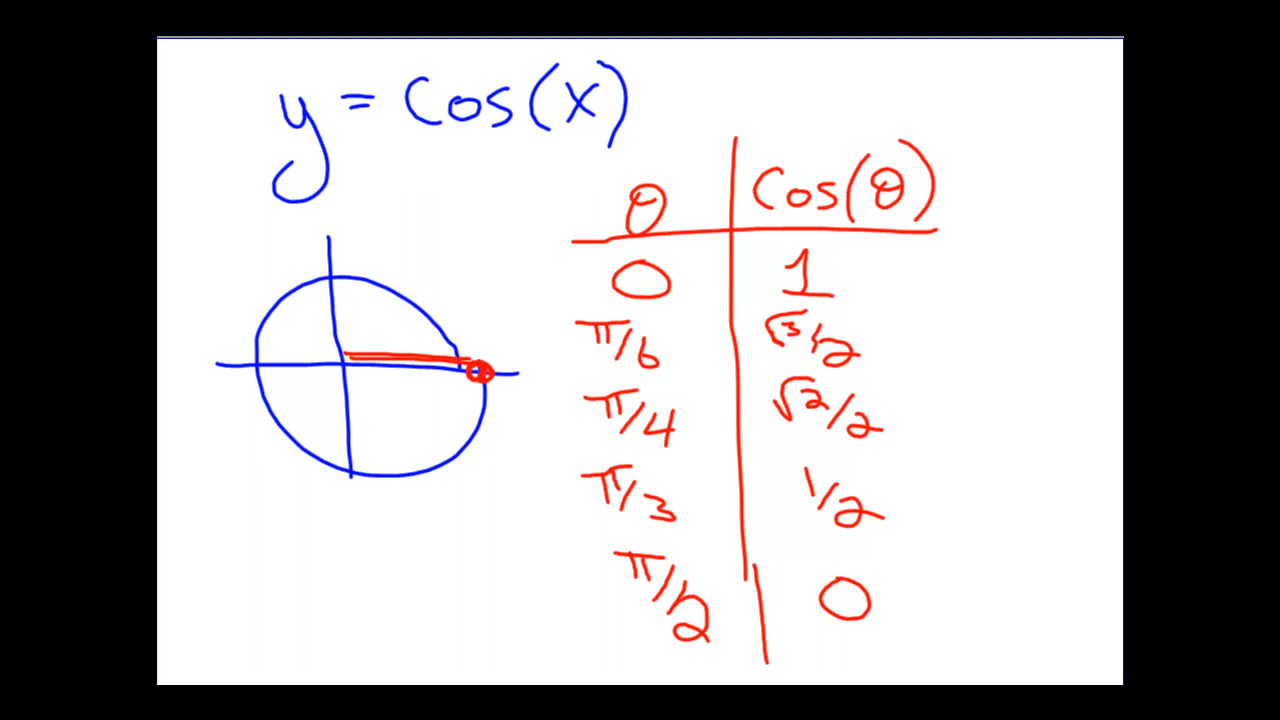 y = Cos(x)
θ Cos(θ)
0 1
π/6 √3/2
π/4 √2/2
π/3 1/2
π/2 0